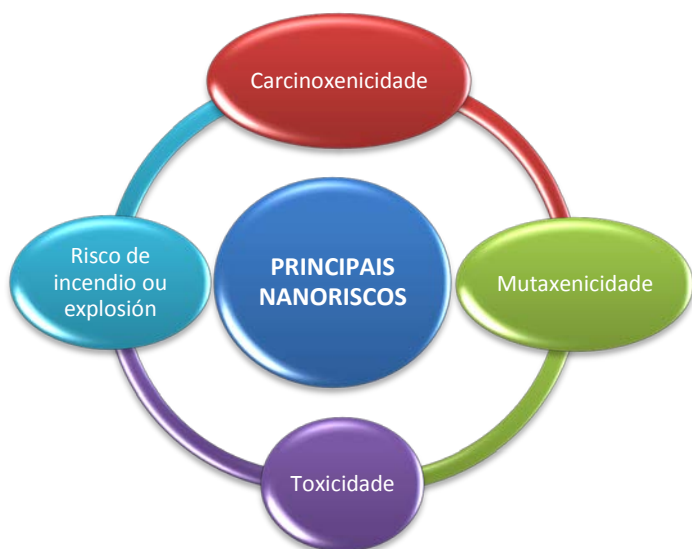 Carcinoxenicidade
Risco de
incendio ou
explosión
PRINCIPAIS
NANORISCOS
Mutaxenicidade
Toxicidade